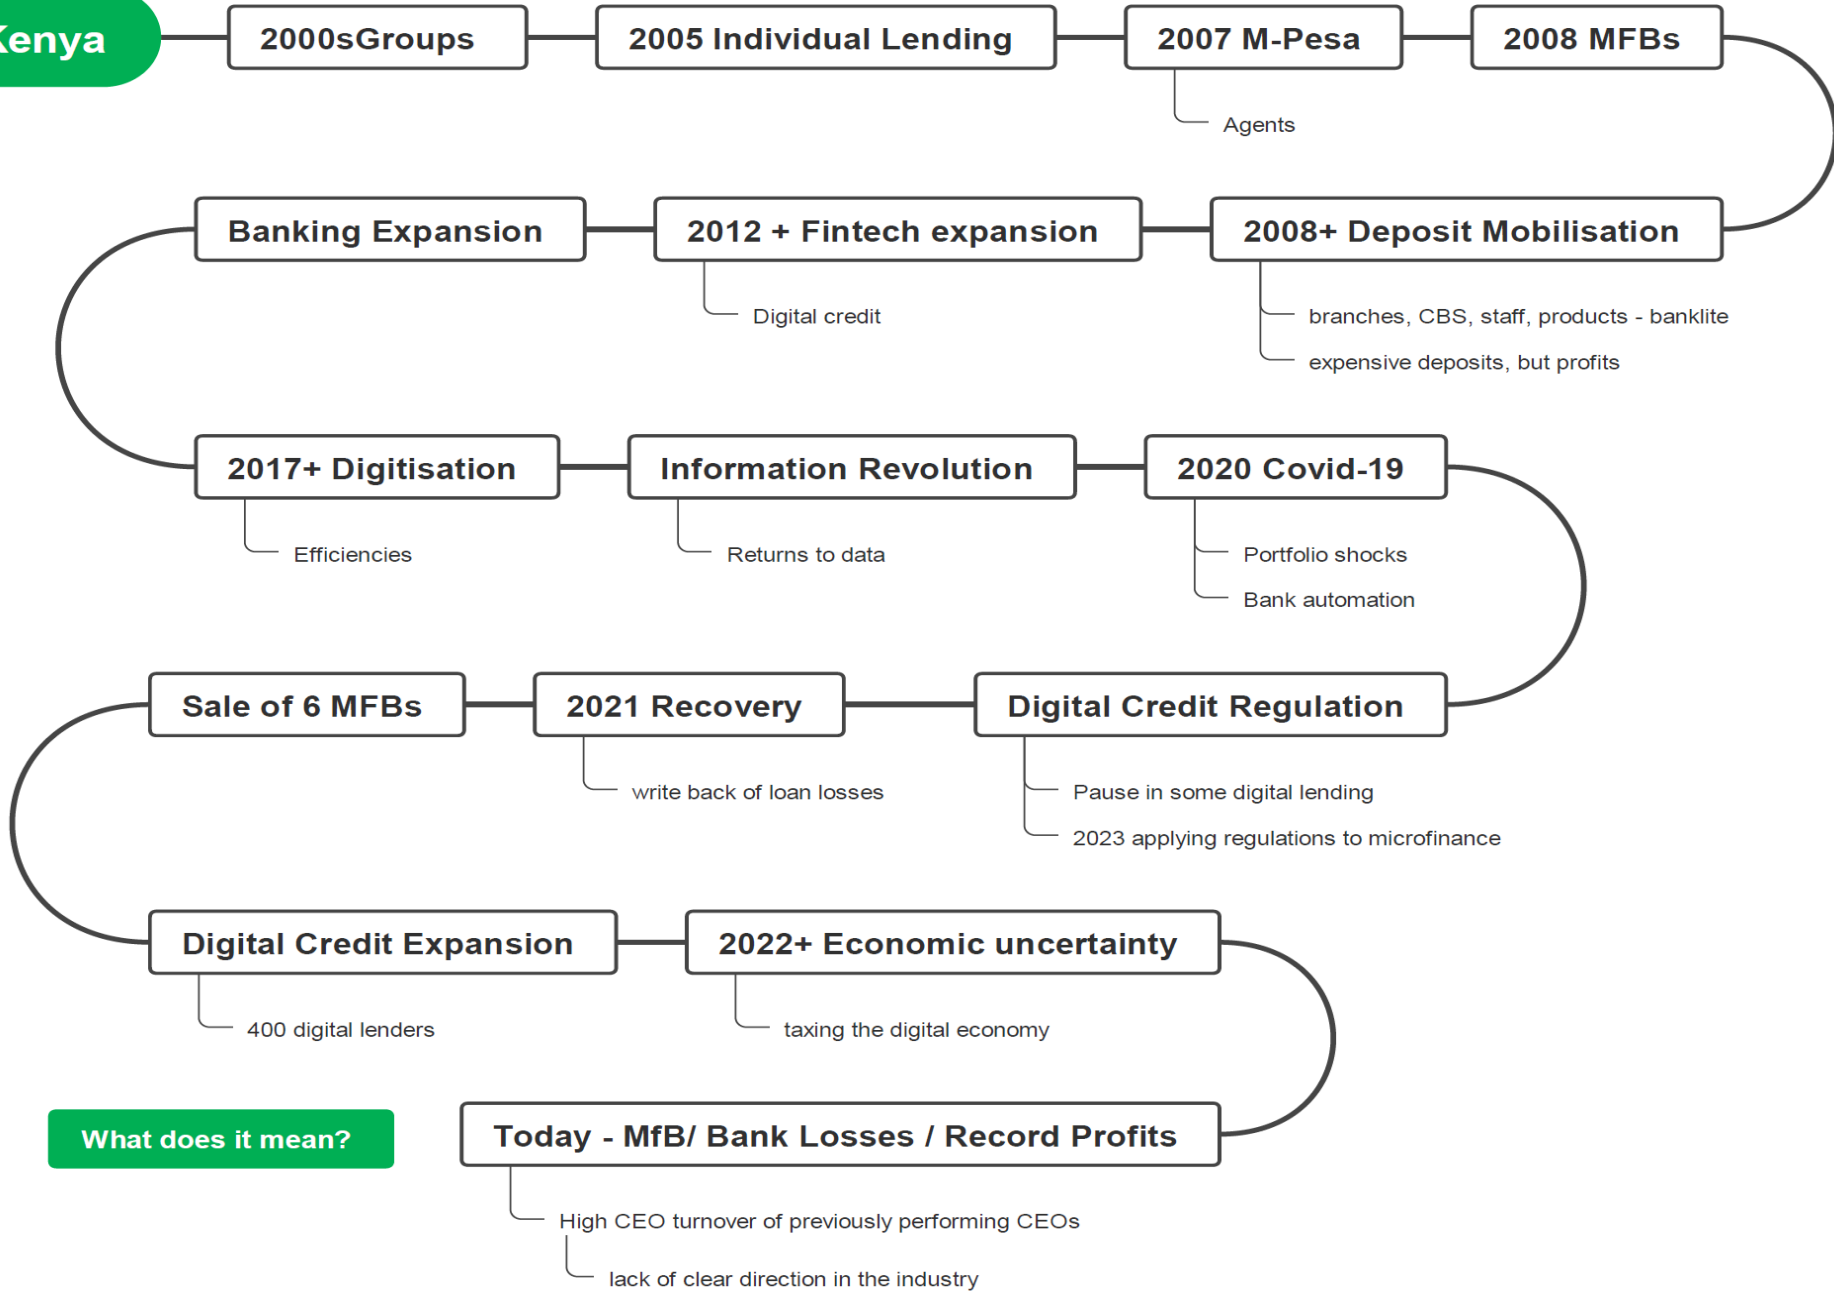 Kenya
2000sGroups
2005 Individual Lending
2007 M-Pesa
2008 MFBs
Agents
2008+ Deposit Mobilisation
branches, CBS, staff, products - banklite
expensive deposits, but profits
2012 + Fintech expansion
Digital credit
Banking Expansion
2017+ Digitisation
Efficiencies
Information Revolution
Returns to data
2020 Covid-19
Portfolio shocks
Bank automation
Digital Credit Regulation
Pause in some digital lending
2023 applying regulations to microfinance
2021 Recovery
write back of loan losses
Sale of 6 MFBs
Digital Credit Expansion
400 digital lenders
2022+ Economic uncertainty
taxing the digital economy
Today - MfB/ Bank Losses / Record Profits
High CEO turnover of previously performing CEOs
lack of clear direction in the industry
What does it mean?